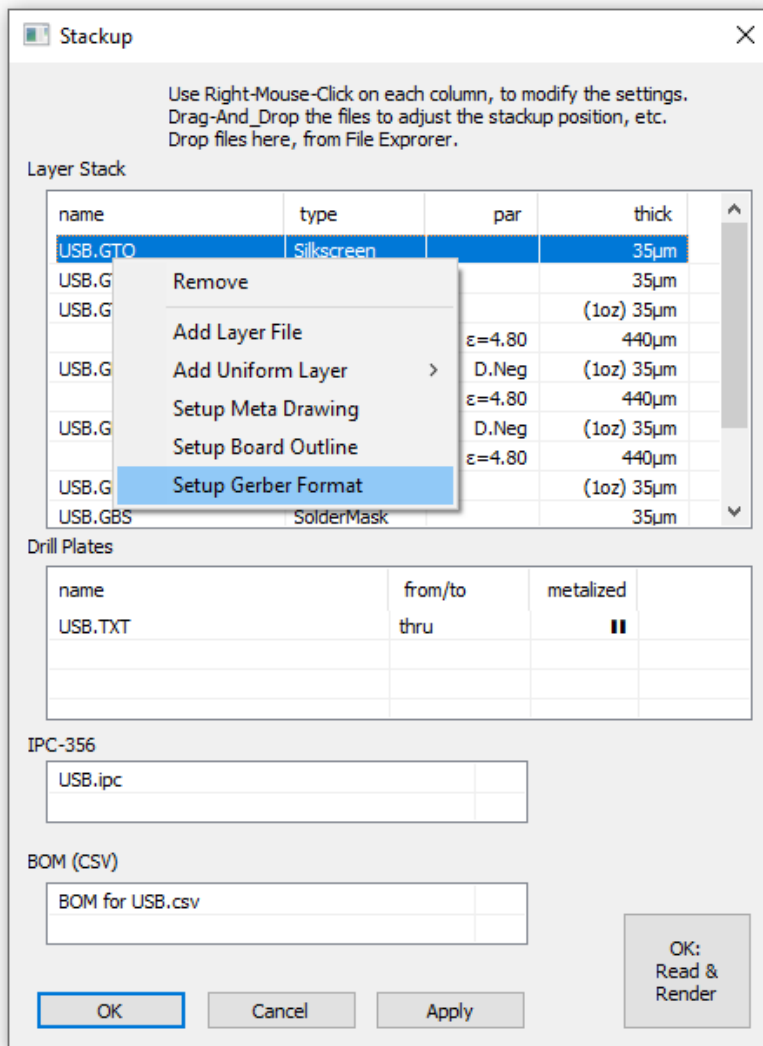 Stackup
Use Right-Mouse-Click on each column, to modify the settings.
Drag-And_Drop the files to adjust the stackup position, etc.
Drop files here, from File Exprorer.
Layer Stack
name type par thick
USB.GTO Silkscreen 35µm
35µm
(1oz) 35µm
ε=4.80 440µm
D.Neg (1oz) 35µm
ε=4.80 440µm
D.Neg (1oz) 35µm
ε=4.80 440µm
(1oz) 35µm
USB.GBS SolderMask 35µm
Remove
Add Layer File
Add Uniform Layer
Setup Meta Drawing
Setup Board Outline
Setup Gerber Format
Drill Plates
name from/to metalized
USB.TXT thru
IPC-356
USB.ipc
BOM (CSV)
BOM for USB.csv
OK:
Read &
Render
OK Cancel Apply